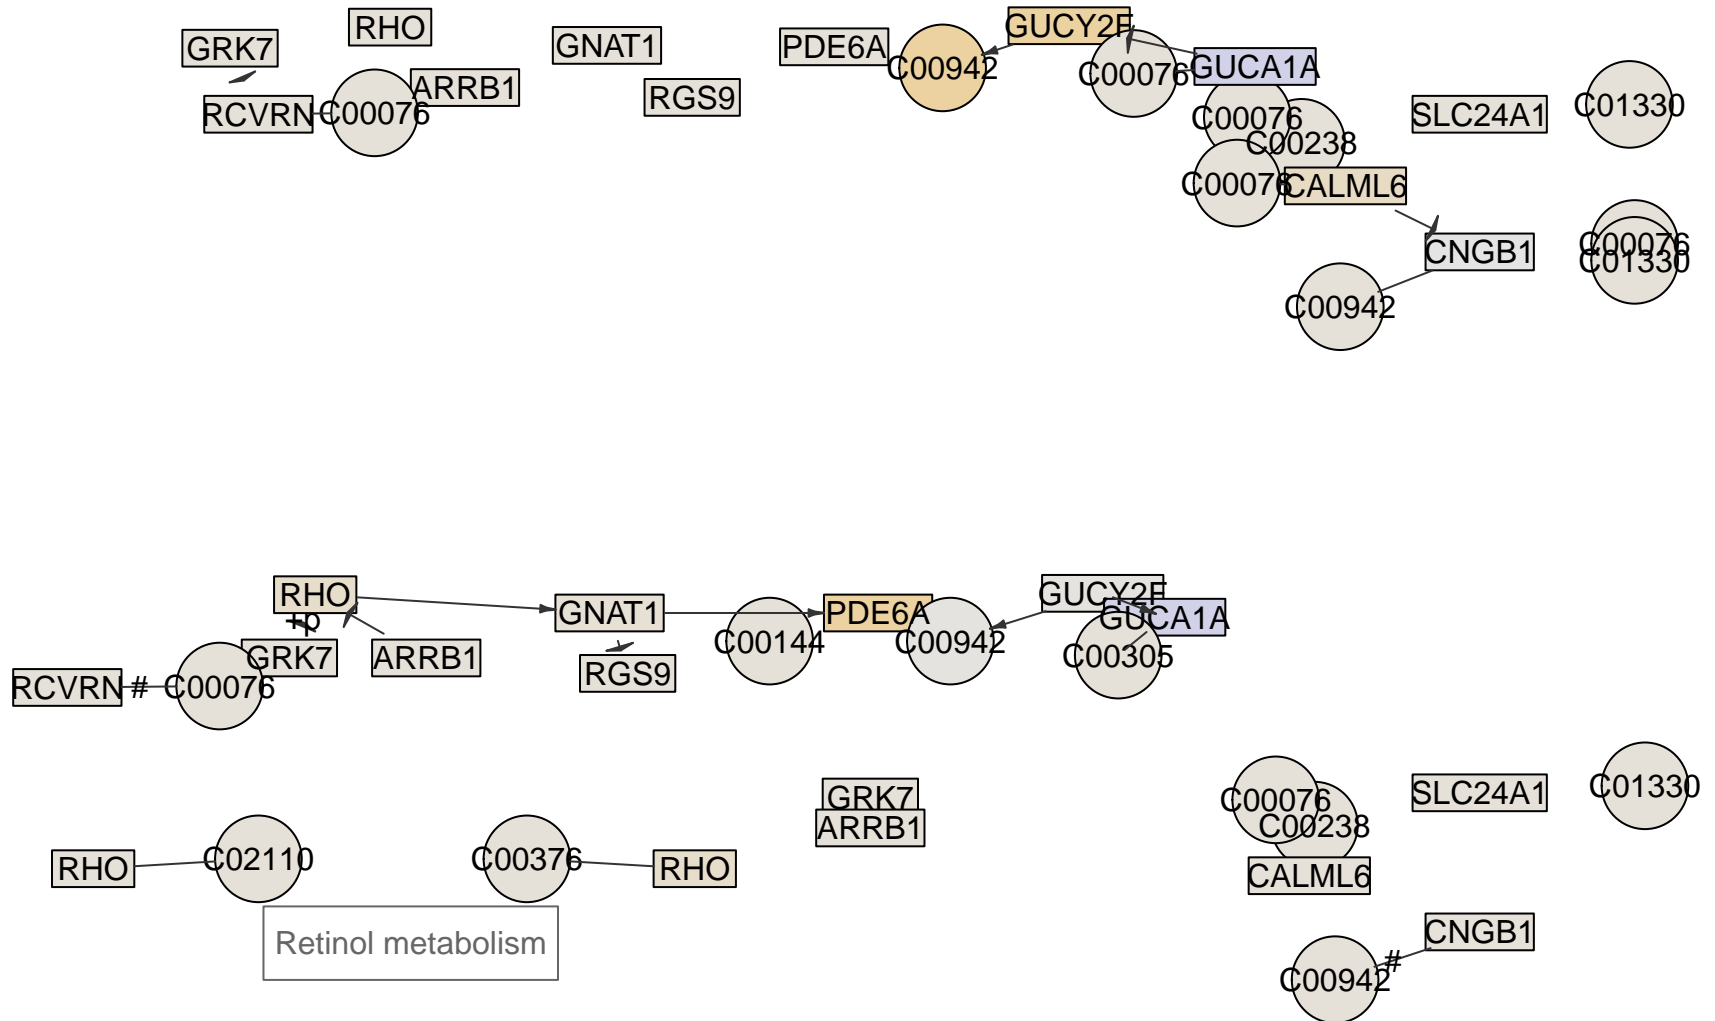 RHO
GRK7
GNAT1
PDE6A
C00942
GUCY2F
C00076
GUCA1A
ARRB1
RGS9
RCVRN
C00076
C00076
C00238
SLC24A1
C01330
C00076
CALML6
CNGB1
C00076
C01330
C00942
RHO
+p
GNAT1
PDE6A
GUCY2F
GUCA1A
C00144
C00942
C00305
GRK7
ARRB1
RGS9
RCVRN
#
C00076
GRK7
ARRB1
C00076
C00238
SLC24A1
C01330
RHO
C02110
C00376
RHO
CALML6
Retinol metabolism
CNGB1
#
C00942